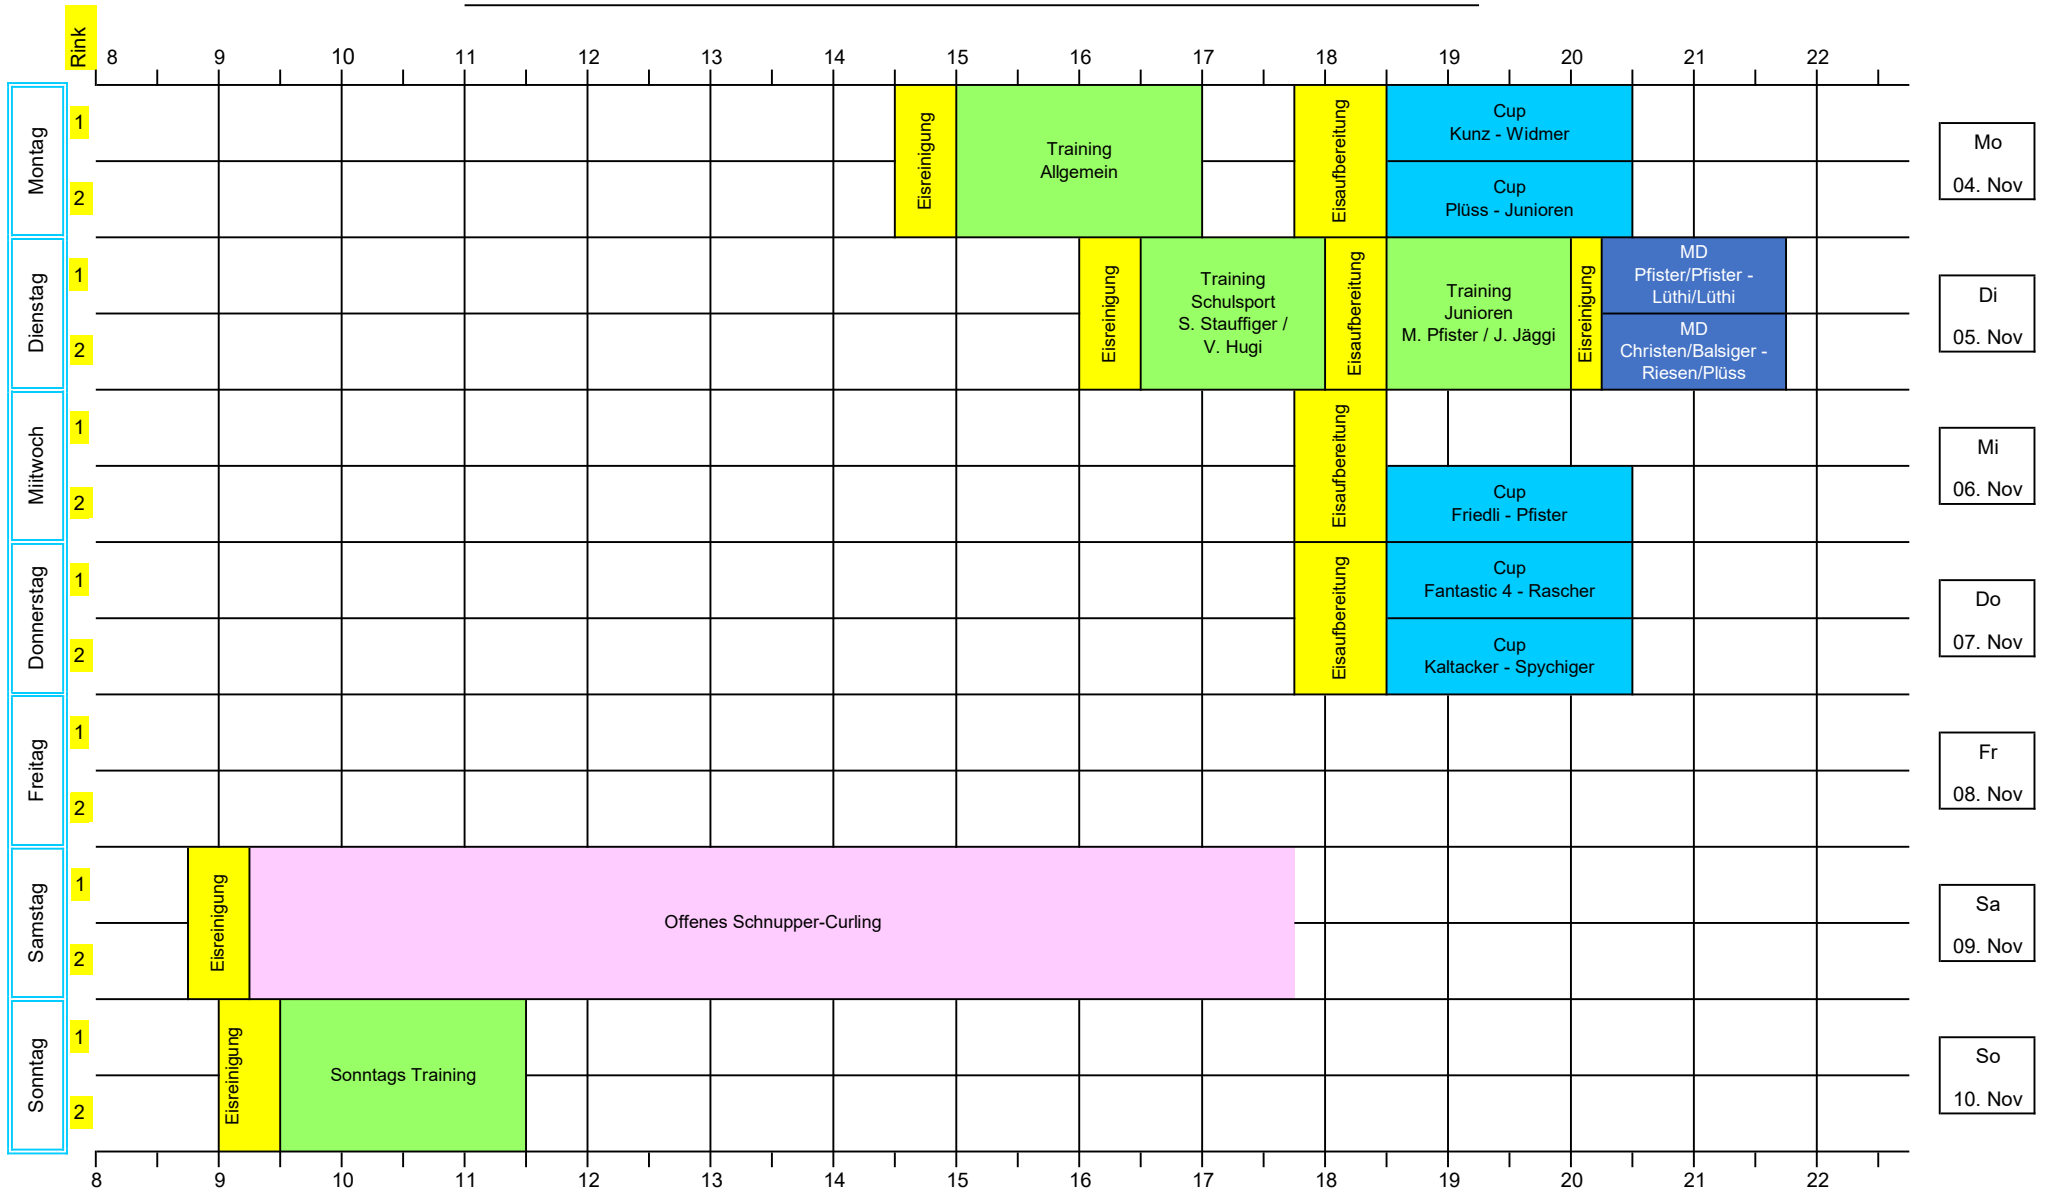 Rink
8 9 10 11 12 13 14 15 16 17 18 19 20 21 22
Montag
1
2
Eisreinigung
Training
Allgemein
Eisaufbereitung
Cup
Kunz - Widmer
Cup
Plüss - Junioren
Mo
04. Nov
Dienstag
1
2
Eisreinigung
Training
Schulsport
S. Stauffiger /
V. Hugi
Eisaufbereitung
Training
Junioren
M. Pfister / J. Jäggi
Eisreinigung
MD
Pfister/Pfister -
Lüthi/Lüthi
MD
Christen/Balsiger -
Riesen/Plüss
Di
05. Nov
Miitwoch
1
2
Eisaufbereitung
Cup
Friedli - Pfister
Mi
06. Nov
Donnerstag
1
2
Eisaufbereitung
Cup
Fantastic 4 - Rascher
Cup
Kaltacker - Spychiger
Do
07. Nov
Freitag
1
2
Fr
08. Nov
Samstag
1
2
Eisreinigung
Offenes Schnupper-Curling
Sa
09. Nov
Sonntag
1
2
Eisreinigung
Sonntags Training
So
10. Nov
8 9 10 11 12 13 14 15 16 17 18 19 20 21 22